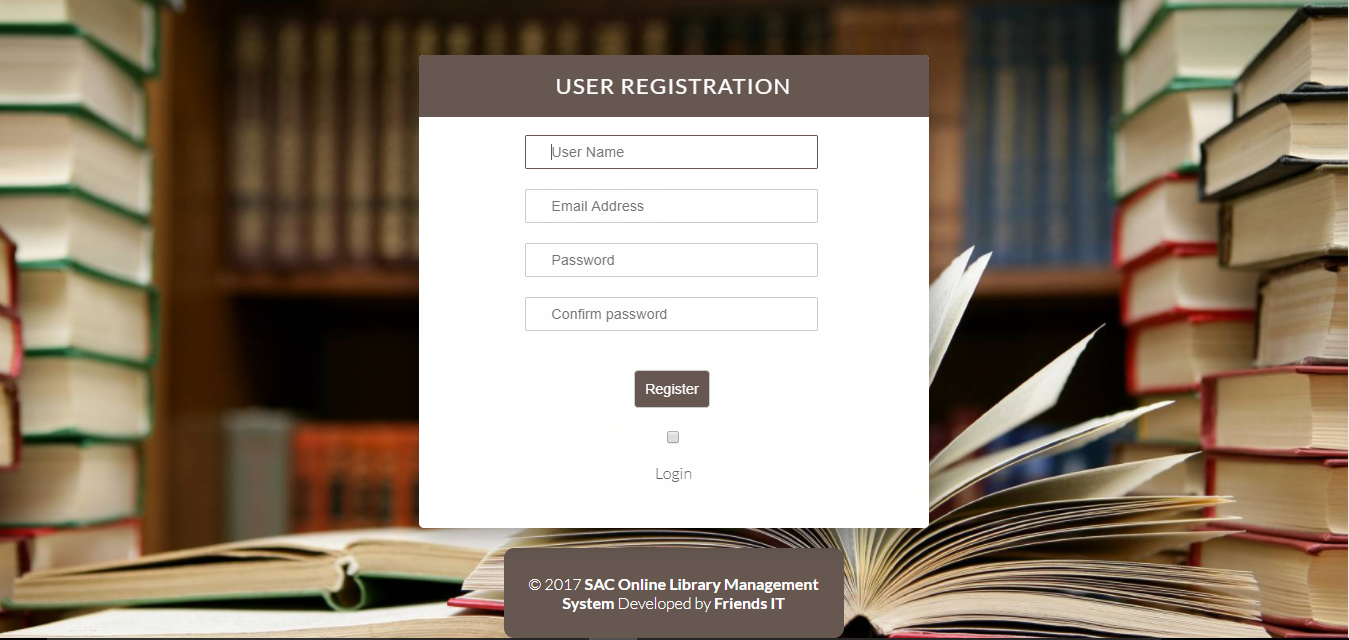 USER REGISTRATION
User Name
Email Address
Password
Confirm password
Register
Login
© 2017 SAC Online Library Management
System Developed by Friends IT